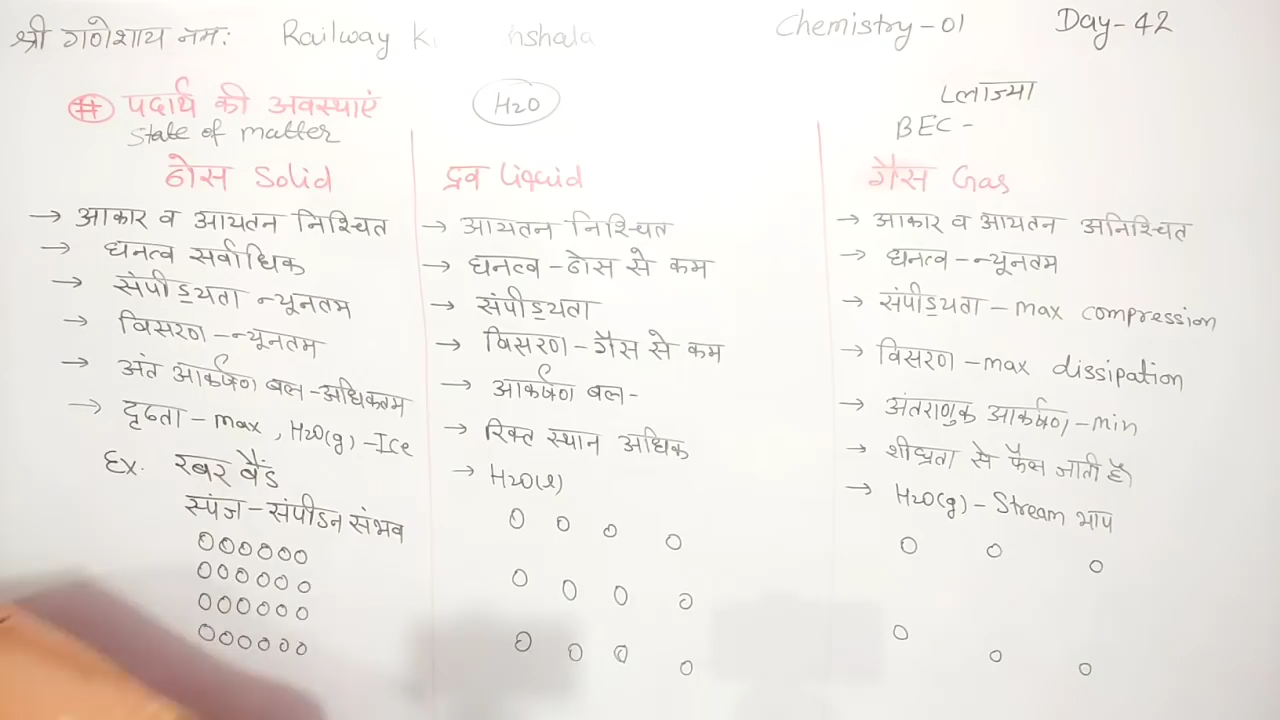 श्री गणेशाय नमः Railway K nshala Chemistry-01 Day-42
# पदार्थ की अवस्थाएं
State of matter
H2O
प्लाज्मा
BEC -
ठोस Solid
→ आकार व आयतन निश्चित
→ घनत्व सर्वाधिक
→ संपीड्यता न्यूनतम
→ विसरण - न्यूनतम
→ अंत आकर्षण बल - अधिकतम
→ दृढता - max, H2O(g) - Ice
Ex. रबर बैंड
स्पंज - संपीडन संभव
द्रव Liquid
→ आयतन निश्चित
→ घनत्व - ठोस से कम
→ संपीड्यता
→ विसरण - गैस से कम
→ आकर्षण बल -
→ रिक्त स्थान अधिक
→ H2O(l)
गैस Gas
→ आकार व आयतन अनिश्चित
→ घनत्व - न्यूनतम
→ संपीड्यता - max compression
→ विसरण - max dissipation
→ अंतराणुक आकर्षण - min
→ शीघ्रता से फैल जाती है
→ H2O(g) - Stream भाप